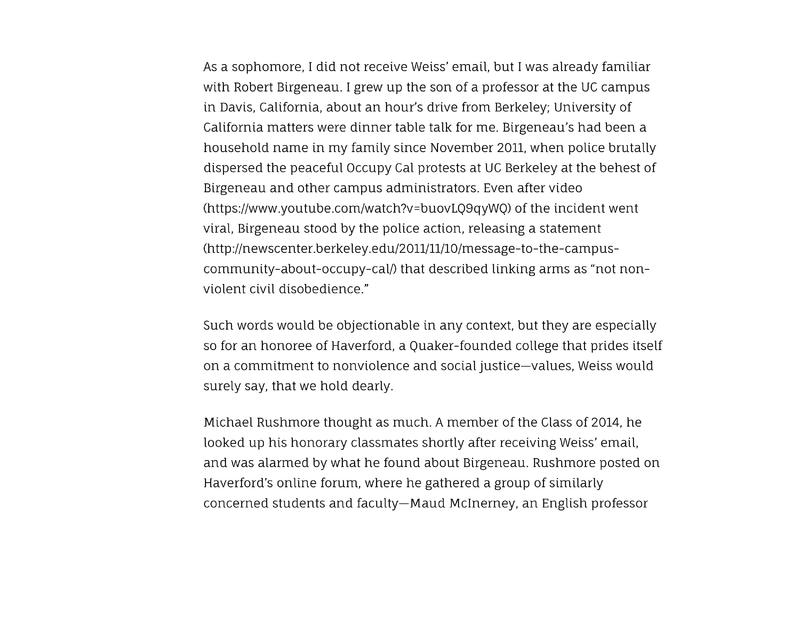 As a sophomore, I did not receive Weiss’ email, but I was already familiar
with Robert Birgeneau. I grew up the son of a professor at the UC campus
in Davis, California, about an hour’s drive from Berkeley; University of
California matters were dinner table talk for me. Birgeneau’s had been a
household name in my family since November 2011, when police brutally
dispersed the peaceful Occupy Cal protests at UC Berkeley at the behest of
Birgeneau and other campus administrators. Even after video
(https://www.youtube.com/watch?v=buovLQ9qyWQ) of the incident went
viral, Birgeneau stood by the police action, releasing a statement
(http://newscenter.berkeley.edu/2011/11/10/message-to-the-campus-
community-about-occupy-cal/) that described linking arms as “not non-
violent civil disobedience.”
Such words would be objectionable in any context, but they are especially
so for an honoree of Haverford, a Quaker-founded college that prides itself
on a commitment to nonviolence and social justice—values, Weiss would
surely say, that we hold dearly.
Michael Rushmore thought as much. A member of the Class of 2014, he
looked up his honorary classmates shortly after receiving Weiss’ email,
and was alarmed by what he found about Birgeneau. Rushmore posted on
Haverford’s online forum, where he gathered a group of similarly
concerned students and faculty—Maud McInerney, an English professor